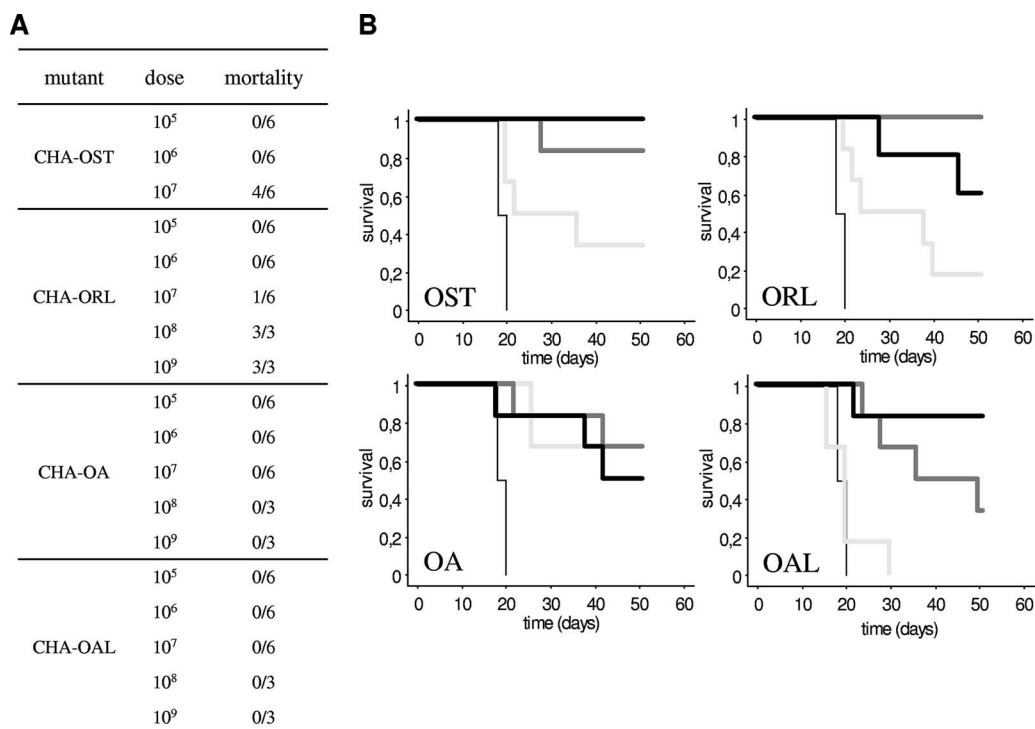 A
mutant dose mortality
10⁵ 0/6
CHA-OST 10⁶ 0/6
10⁷ 4/6
10⁵ 0/6
10⁶ 0/6
CHA-ORL 10⁷ 1/6
10⁸ 3/3
10⁹ 3/3
10⁵ 0/6
10⁶ 0/6
CHA-OA 10⁷ 0/6
10⁸ 0/3
10⁹ 0/3
10⁵ 0/6
10⁶ 0/6
CHA-OAL 10⁷ 0/6
10⁸ 0/3
10⁹ 0/3
B
survival
1
0,8
0,6
0,4
0,2
0
OST
0 10 20 30 40 50 60
time (days)
survival
1
0,8
0,6
0,4
0,2
0
ORL
0 10 20 30 40 50 60
time (days)
survival
1
0,8
0,6
0,4
0,2
0
OA
0 10 20 30 40 50 60
time (days)
survival
1
0,8
0,6
0,4
0,2
0
OAL
0 10 20 30 40 50 60
time (days)